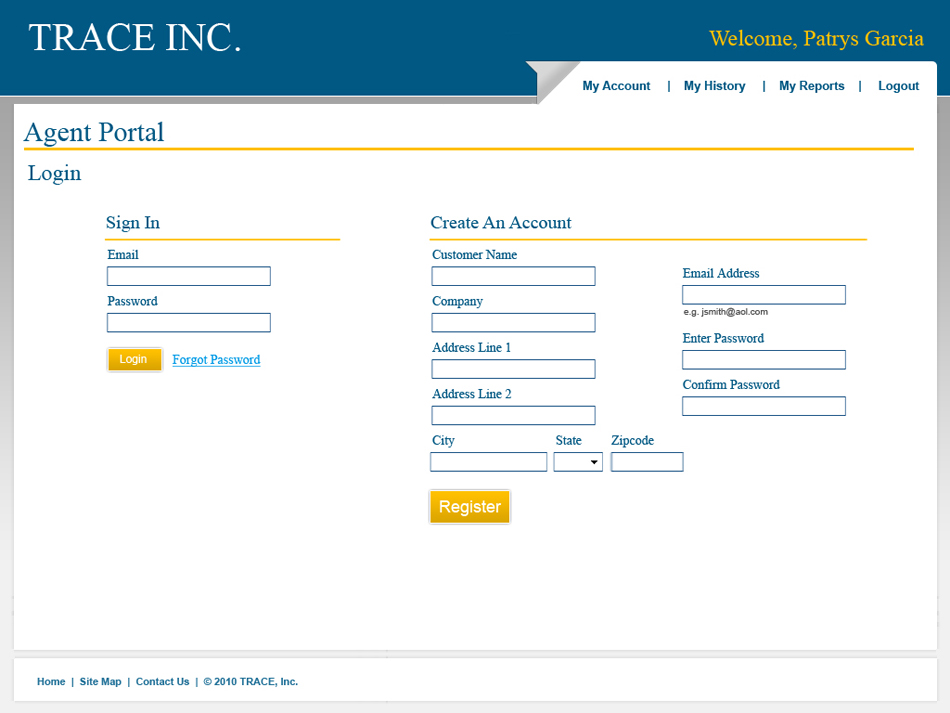 TRACE INC.
Welcome, Patrys Garcia
My Account | My History | My Reports | Logout
Agent Portal
Login
Sign In
Email
Password
Login Forgot Password
Create An Account
Customer Name
Company
Address Line 1
Address Line 2
City State Zipcode
Email Address
e.g. jsmith@aol.com
Enter Password
Confirm Password
Register
Home | Site Map | Contact Us | © 2010 TRACE, Inc.